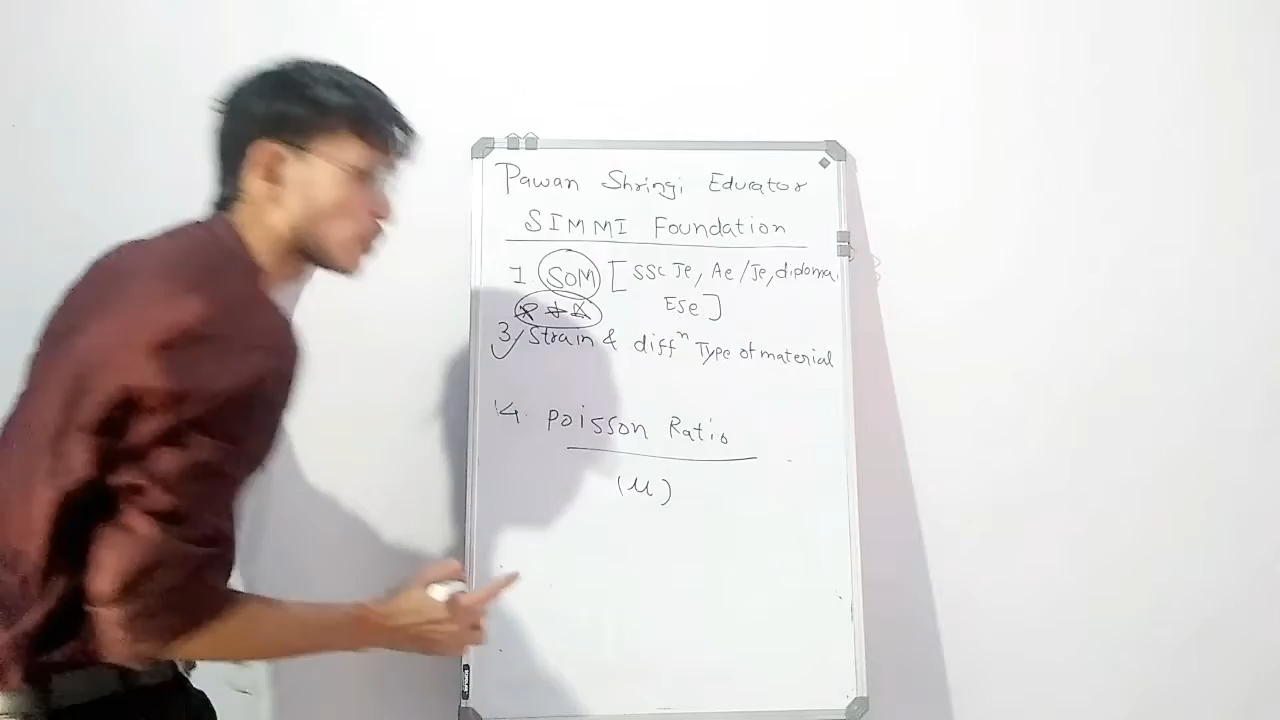 Pawan Shringi Educator
SIMMI Foundation
1 SOM [ SSC Je, Ae/Je, diploma,
Ese ]
3 Strain & diffⁿ Type of material
4. Poisson Ratio
(μ)